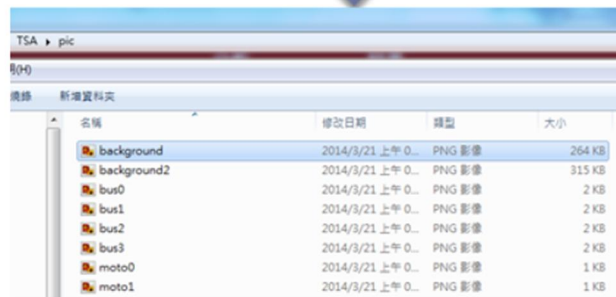 TSA ▸ pic
明(H)
燒錄 新增資料夾
名稱 修改日期 類型 大小
background 2014/3/21 上午 0... PNG 影像 264 KB
background2 2014/3/21 上午 0... PNG 影像 315 KB
bus0 2014/3/21 上午 0... PNG 影像 2 KB
bus1 2014/3/21 上午 0... PNG 影像 2 KB
bus2 2014/3/21 上午 0... PNG 影像 2 KB
bus3 2014/3/21 上午 0... PNG 影像 2 KB
moto0 2014/3/21 上午 0... PNG 影像 1 KB
moto1 2014/3/21 上午 0... PNG 影像 1 KB